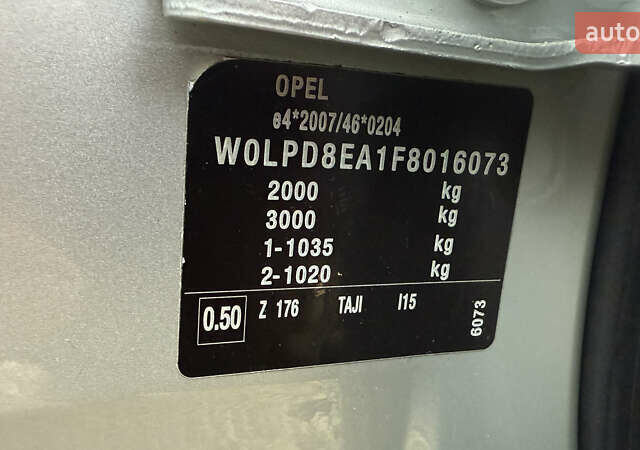 auto
OPEL
e4*2007/46*0204
W0LPD8EA1F8016073
2000 kg
3000 kg
1-1035 kg
2-1020 kg
0.50 Z 176 TAJI I15
6073